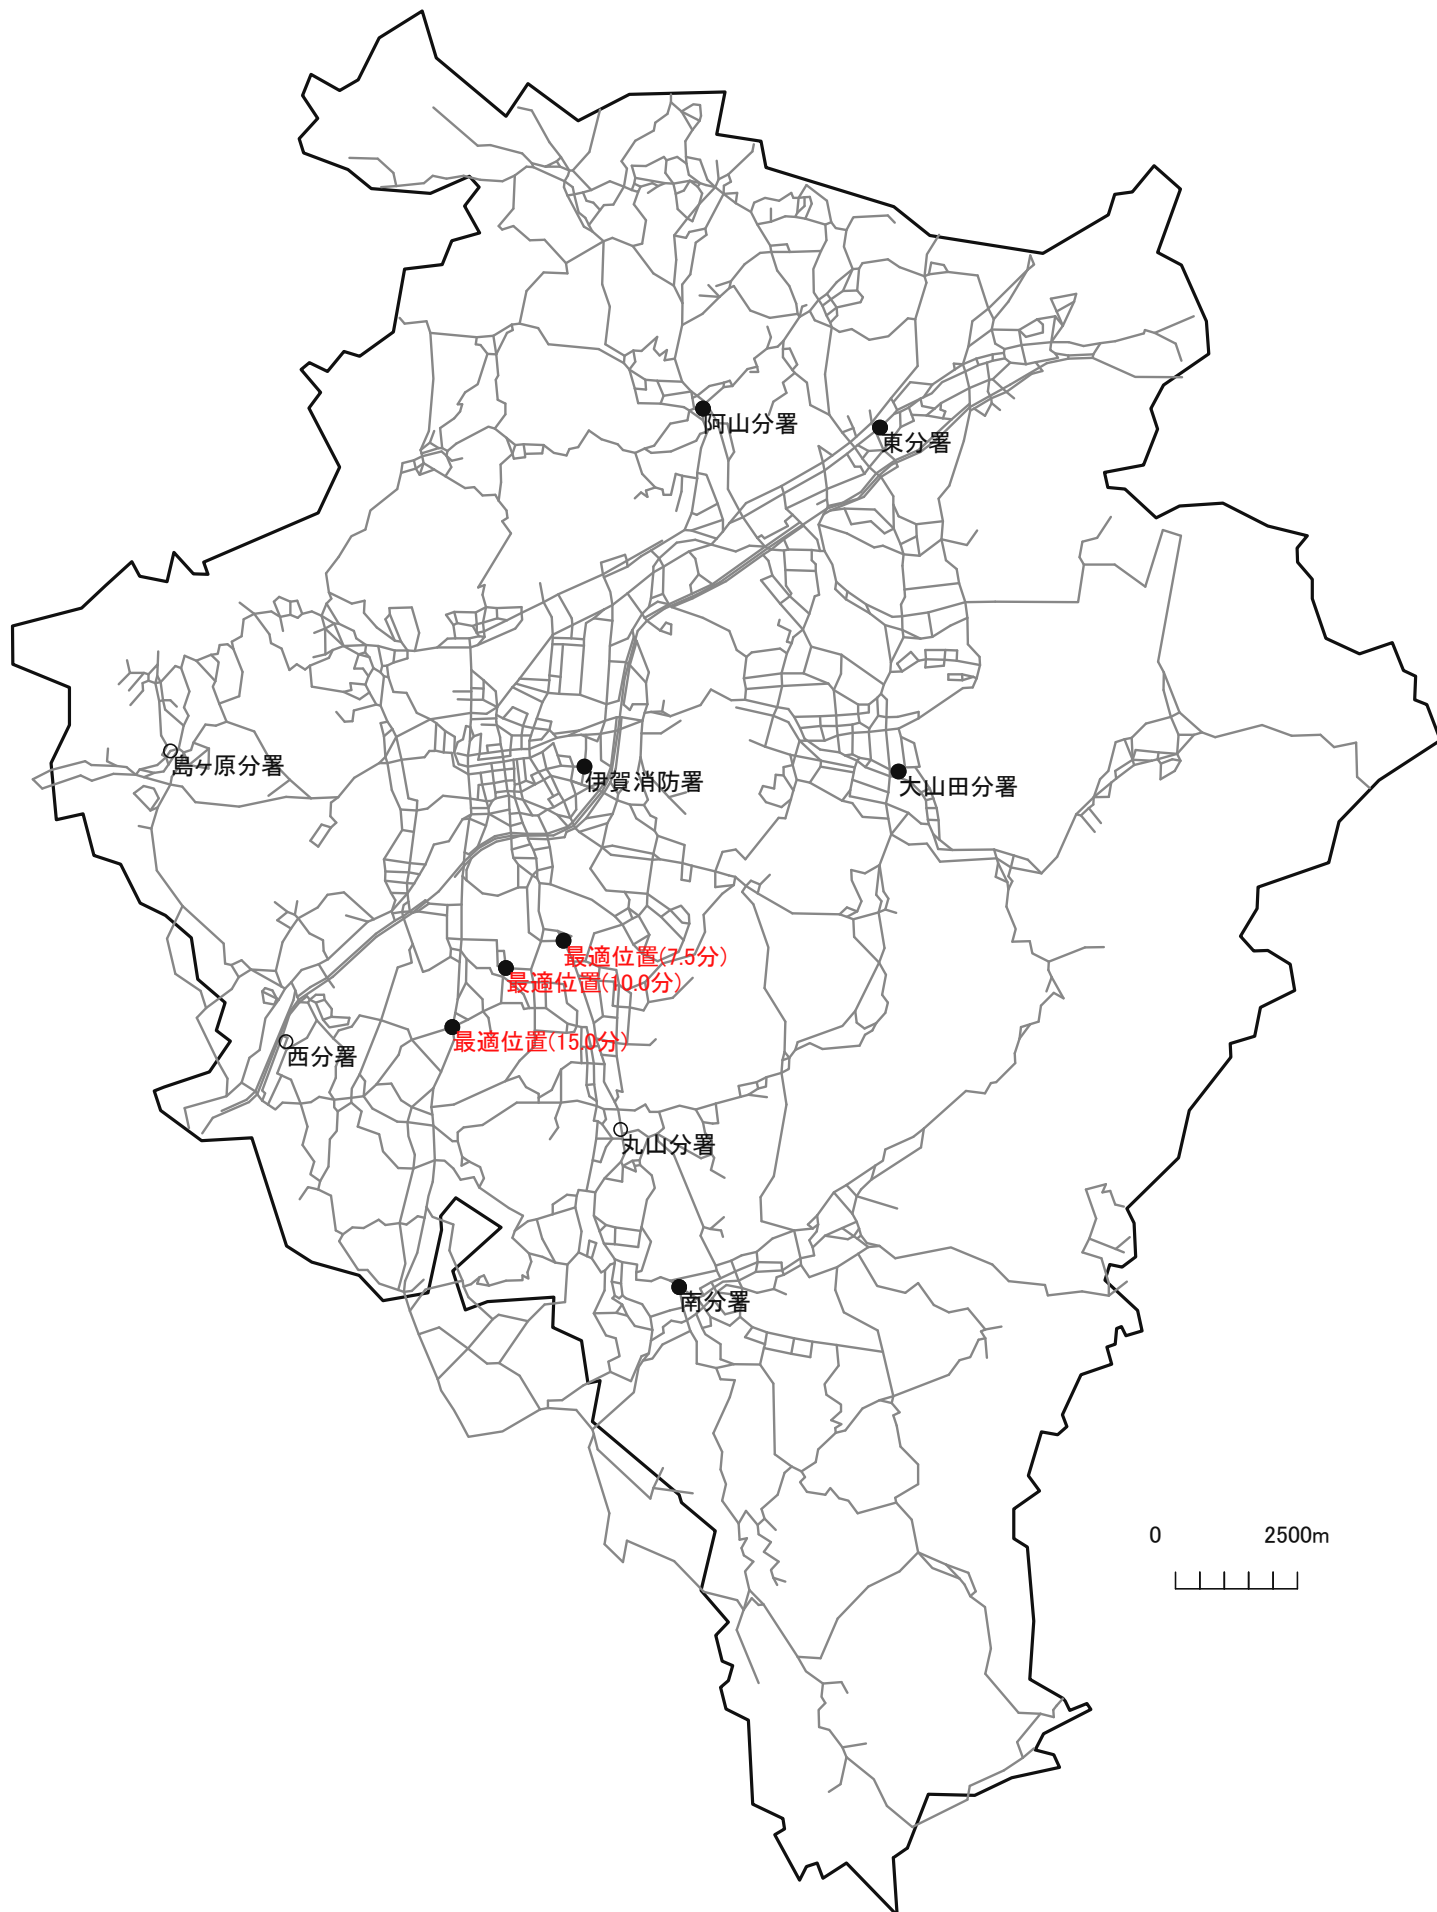 阿山分署
東分署
島ヶ原分署
伊賀消防署
大山田分署
最適位置(7.5分)
最適位置(10.0分)
最適位置(15.0分)
西分署
丸山分署
南分署
0 2500m